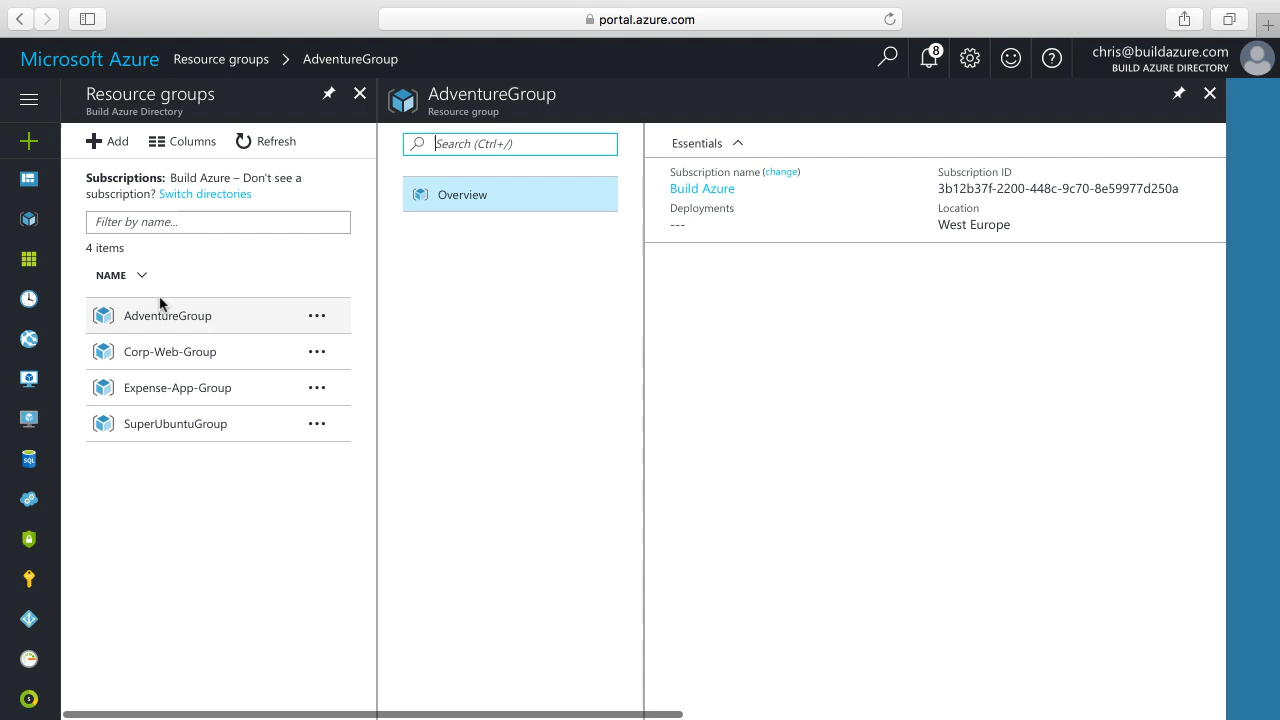 portal.azure.com
Microsoft Azure
Resource groups > AdventureGroup
8
chris@buildazure.com
BUILD AZURE DIRECTORY
Resource groups
Build Azure Directory
Add
Columns
Refresh
Subscriptions: Build Azure – Don't see a
subscription? Switch directories
Filter by name...
4 items
NAME
AdventureGroup
Corp-Web-Group
Expense-App-Group
SuperUbuntuGroup
AdventureGroup
Resource group
Search (Ctrl+/)
Overview
Essentials
Subscription name (change)
Build Azure
Deployments
---
Subscription ID
3b12b37f-2200-448c-9c70-8e59977d250a
Location
West Europe
SQL